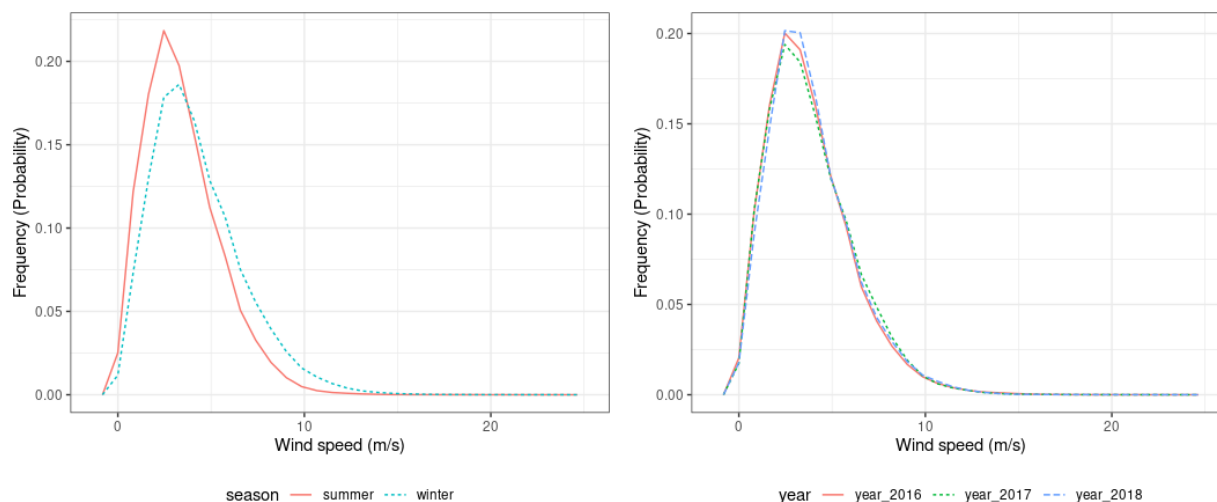 0.20
0.15
0.10
0.05
0.00
Frequency (Probability)
0 10 20
Wind speed (m/s)
season summer winter
0.20
0.15
0.10
0.05
0.00
Frequency (Probability)
0 10 20
Wind speed (m/s)
year year_2016 year_2017 year_2018